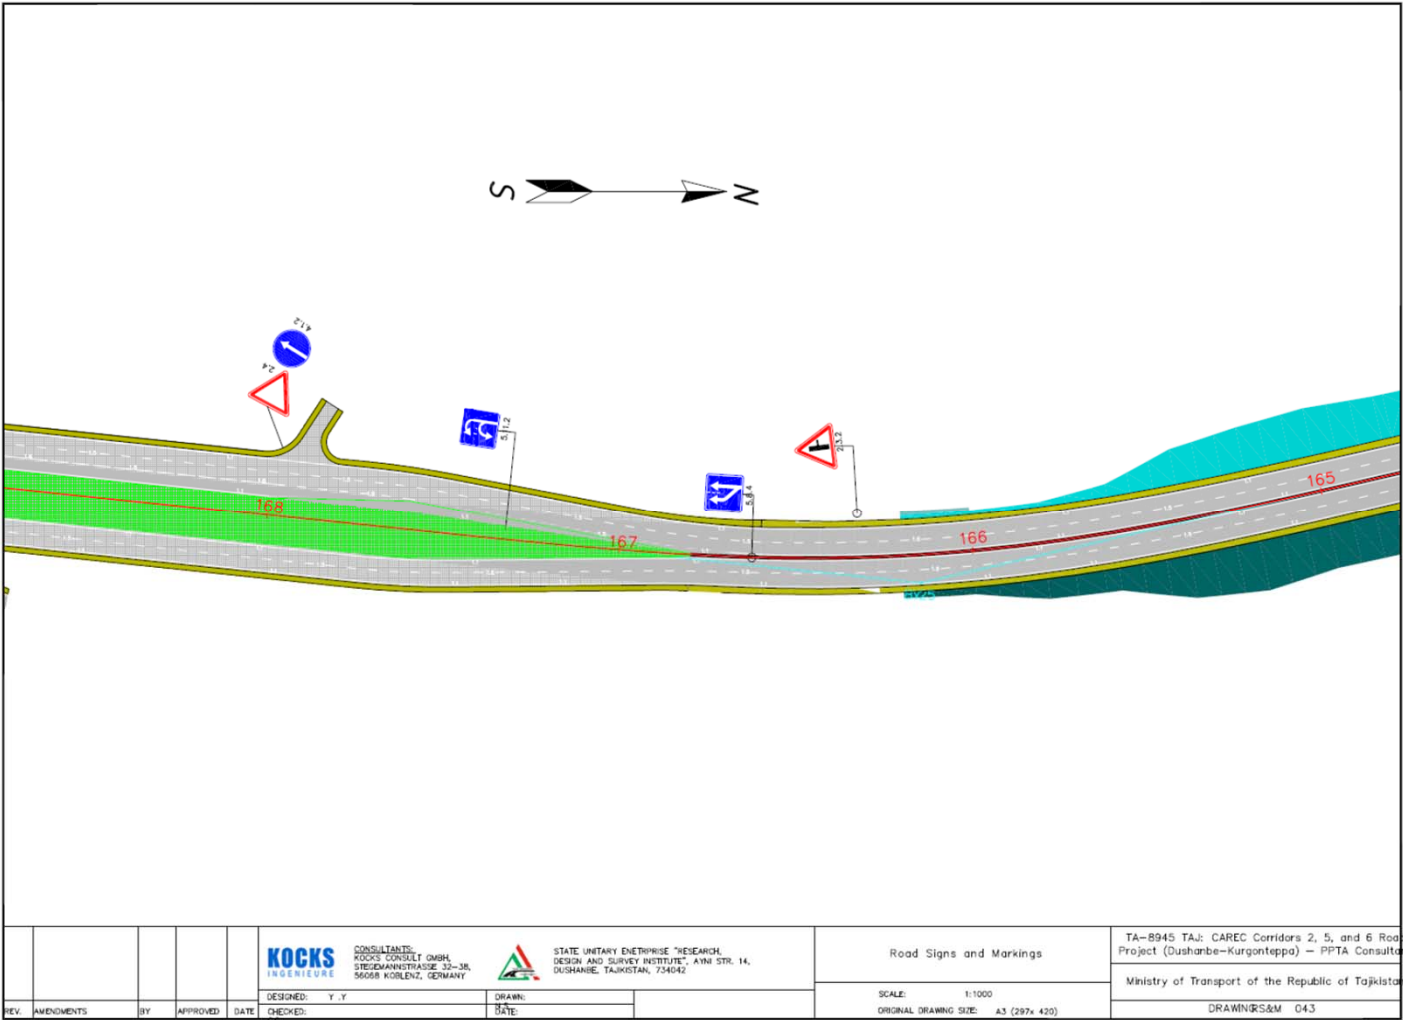 S N
4.1.2
2.4
5.11.2
5.8.4
2.3.2
168
167
166
165
KOCKS
INGENIEURE
CONSULTANTS:
KOCKS CONSULT GMBH,
STEGEMANNSTRASSE 32-38,
56068 KOBLENZ, GERMANY
STATE UNITARY ENETRPRISE "RESEARCH,
DESIGN AND SURVEY INSTITUTE", AYNI STR. 14,
DUSHANBE, TAJIKISTAN, 734042
Road Signs and Markings
TA-8945 TAJ: CAREC Corridors 2, 5, and 6 Roa
Project (Dushanbe-Kurgonteppa) - PPTA Consulta
Ministry of Transport of the Republic of Tajikista
SCALE: 1:1000
ORIGINAL DRAWING SIZE: A3 (297x 420)
DRAWING RS&M 043
DESIGNED: Y .Y
DRAWN:
CHECKED:
DATE:
REV. AMENDMENTS BY APPROVED DATE